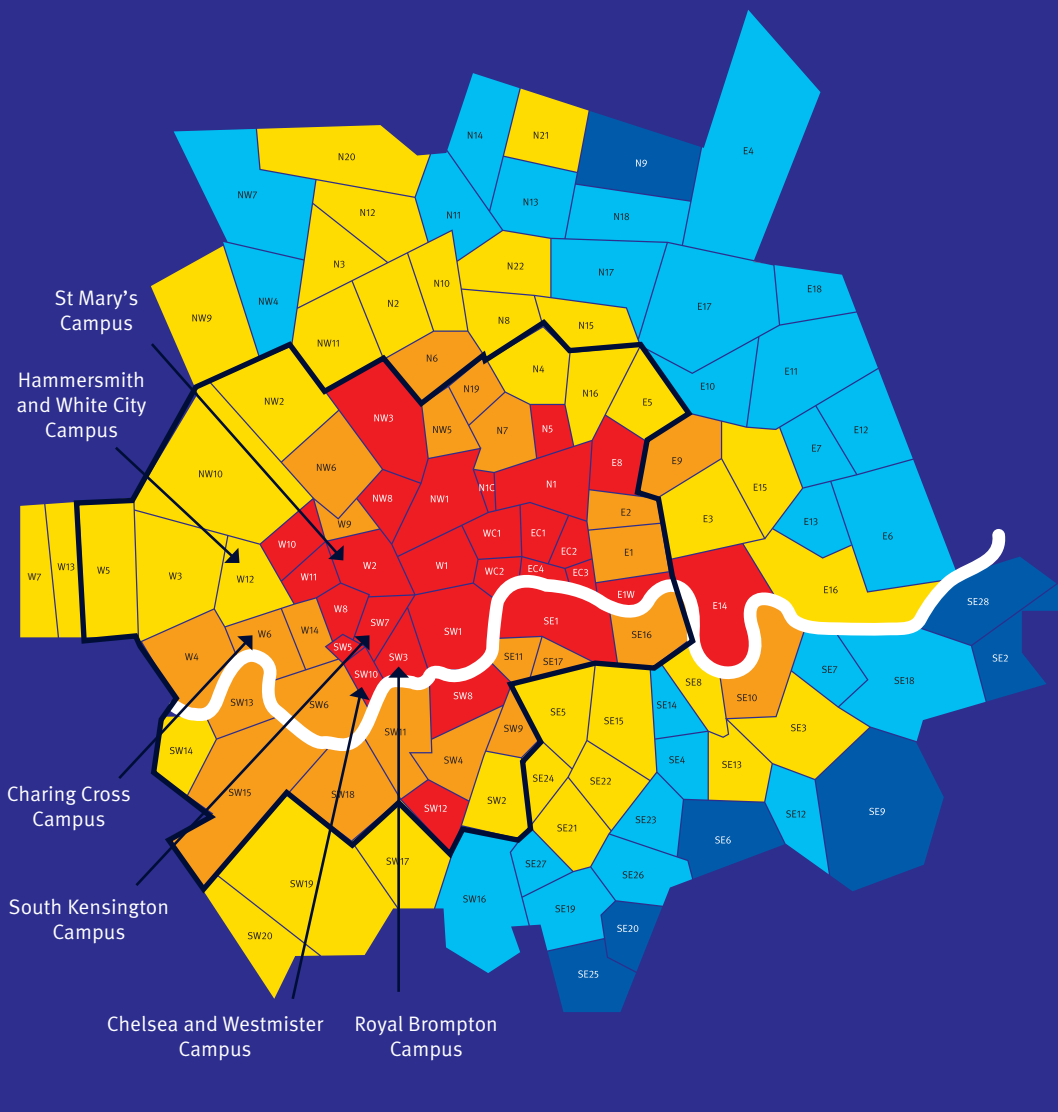 E4
N14
N21
N9
N20
NW7
N13
N12
N11
N18
N3
N22
N17
N10
E18
NW4
N2
E17
NW9
N8
N15
St Mary's
Campus
NW11
N6
N4
E11
E10
N19
N16
E5
NW2
Hammersmith
and White City
Campus
NW3
NW5
N7
N5
E12
E7
NW10
NW6
E8
E9
N1C
N1
E15
NW8
NW1
W9
E2
E3
E13
E6
WC1
EC1
W10
EC2
E1
W7
W13
W5
W3
W12
W11
W2
W1
WC2
EC4
EC3
E16
E1W
SE28
W8
E14
SW7
SE1
W6
W14
SW1
SE16
W4
SW5
SW3
SE11
SE17
SE2
SW10
SE8
SE7
SE18
SW13
SW6
SW8
SE10
SE5
SE14
SE15
SW11
SW9
SE3
SW14
SW4
SE4
SE13
SE24
SE22
SW15
SW18
SW12
SW2
Charing Cross
Campus
SE21
SE23
SE12
SE9
SE6
SW17
SE27
SE26
SW19
SW16
South Kensington
Campus
SE19
SE20
SW20
SE25
Chelsea and Westmister
Campus
Royal Brompton
Campus